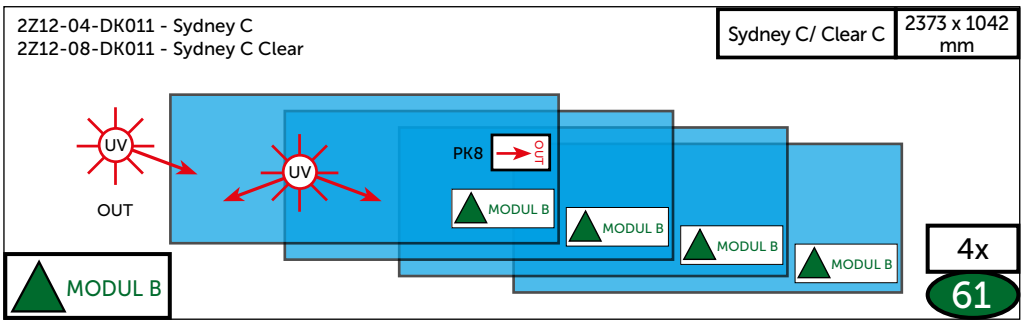 2Z12-04-DK011 - Sydney C
2Z12-08-DK011 - Sydney C Clear
Sydney C/ Clear C
2373 x 1042
mm
UV
OUT
UV
PK8
OUT
MODUL B
MODUL B
MODUL B
MODUL B
MODUL B
4x
61